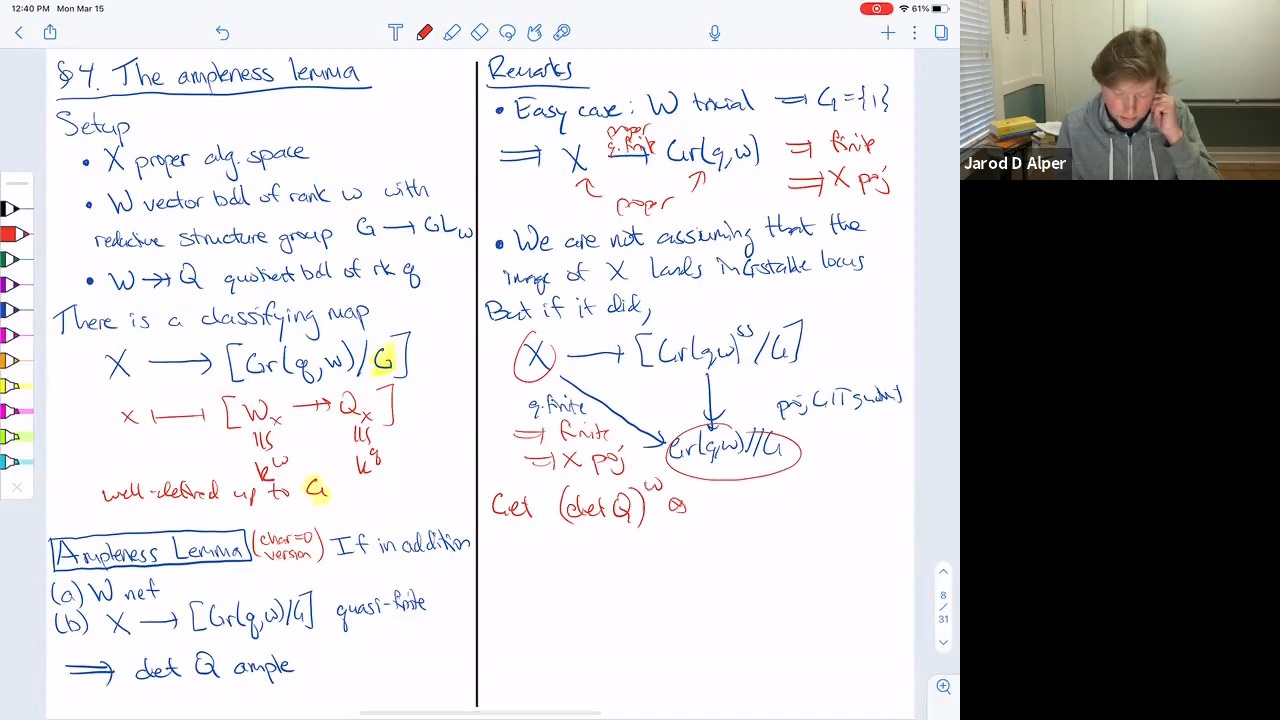 12:40 PM Mon Mar 15
61%
§4. The ampleness lemma
Setup
• X proper alg. space
• W vector bdl of rank w with
reductive structure group G → GL_w
• W ↠ Q quotient bdl of rk q
There is a classifying map
X → [Gr(q,w)/G]
x ↦ [W_x ↠ Q_x]
k^w k^q
well-defined up to G
Ampleness Lemma (char=0 version) If in addition
(a) W nef
(b) X → [Gr(q,w)/G] quasi-finite
⟹ det Q ample
Remarks
• Easy case: W trivial ⟹ G={1}
proper
q. finite
⟹ X → Gr(q,w) ⟹ finite
⟹ X proj
proper
• We are not assuming that the
image of X lands in G-stable locus
But if it did,
X → [Gr(q,w)^ss/G]
q. finite
⟹ finite
⟹ X proj
proj, GIT quotient
Gr(q,w)//G
Get (det Q)^w ⊗
8
/
31
Jarod D Alper